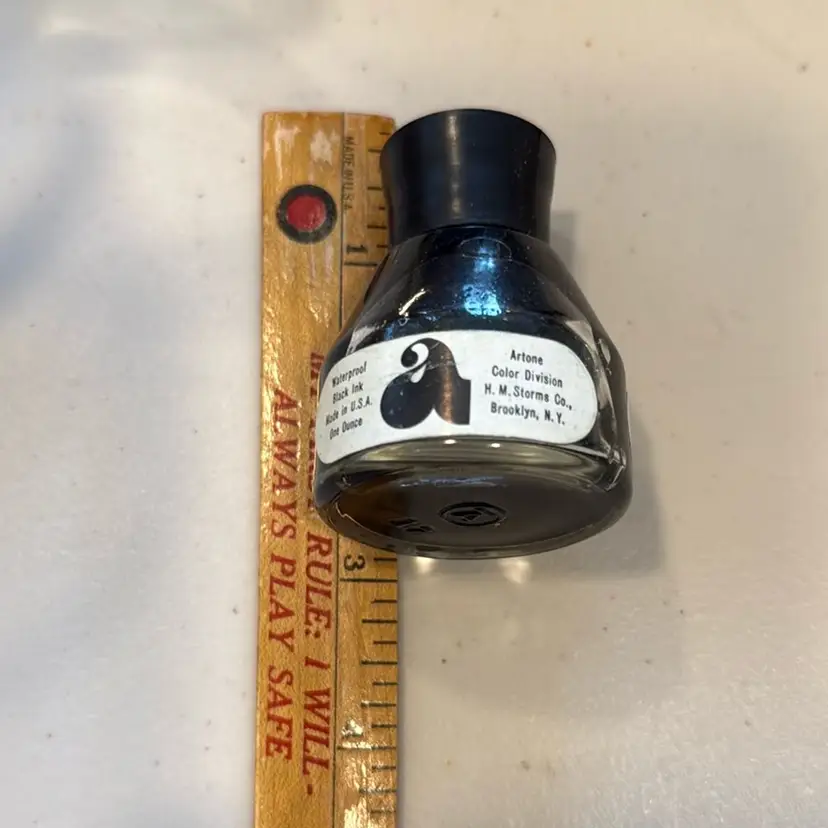 MADE IN U.S.A.
1
3
RULE: I WILL-
ALWAYS PLAY SAFE
Waterproof
Black Ink
Made in U.S.A.
One Ounce
a
Artone
Color Division
H. M. Storms Co.,
Brooklyn, N. Y.